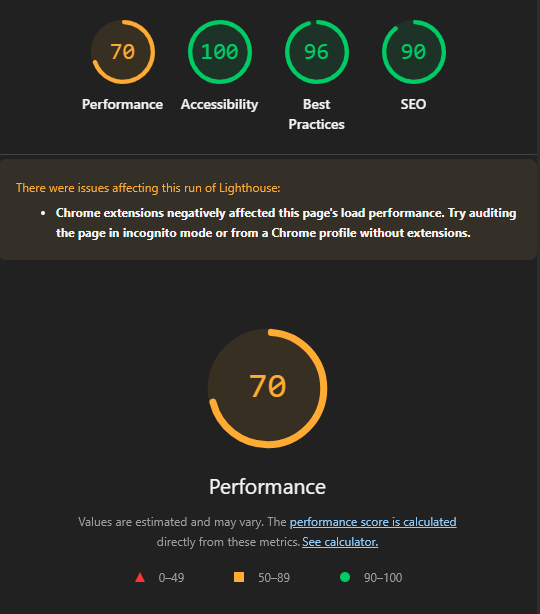 70 100 96 90
Performance Accessibility Best Practices SEO
There were issues affecting this run of Lighthouse:
• Chrome extensions negatively affected this page's load performance. Try auditing
the page in incognito mode or from a Chrome profile without extensions.
70
Performance
Values are estimated and may vary. The performance score is calculated
directly from these metrics. See calculator.
0–49 50–89 90–100